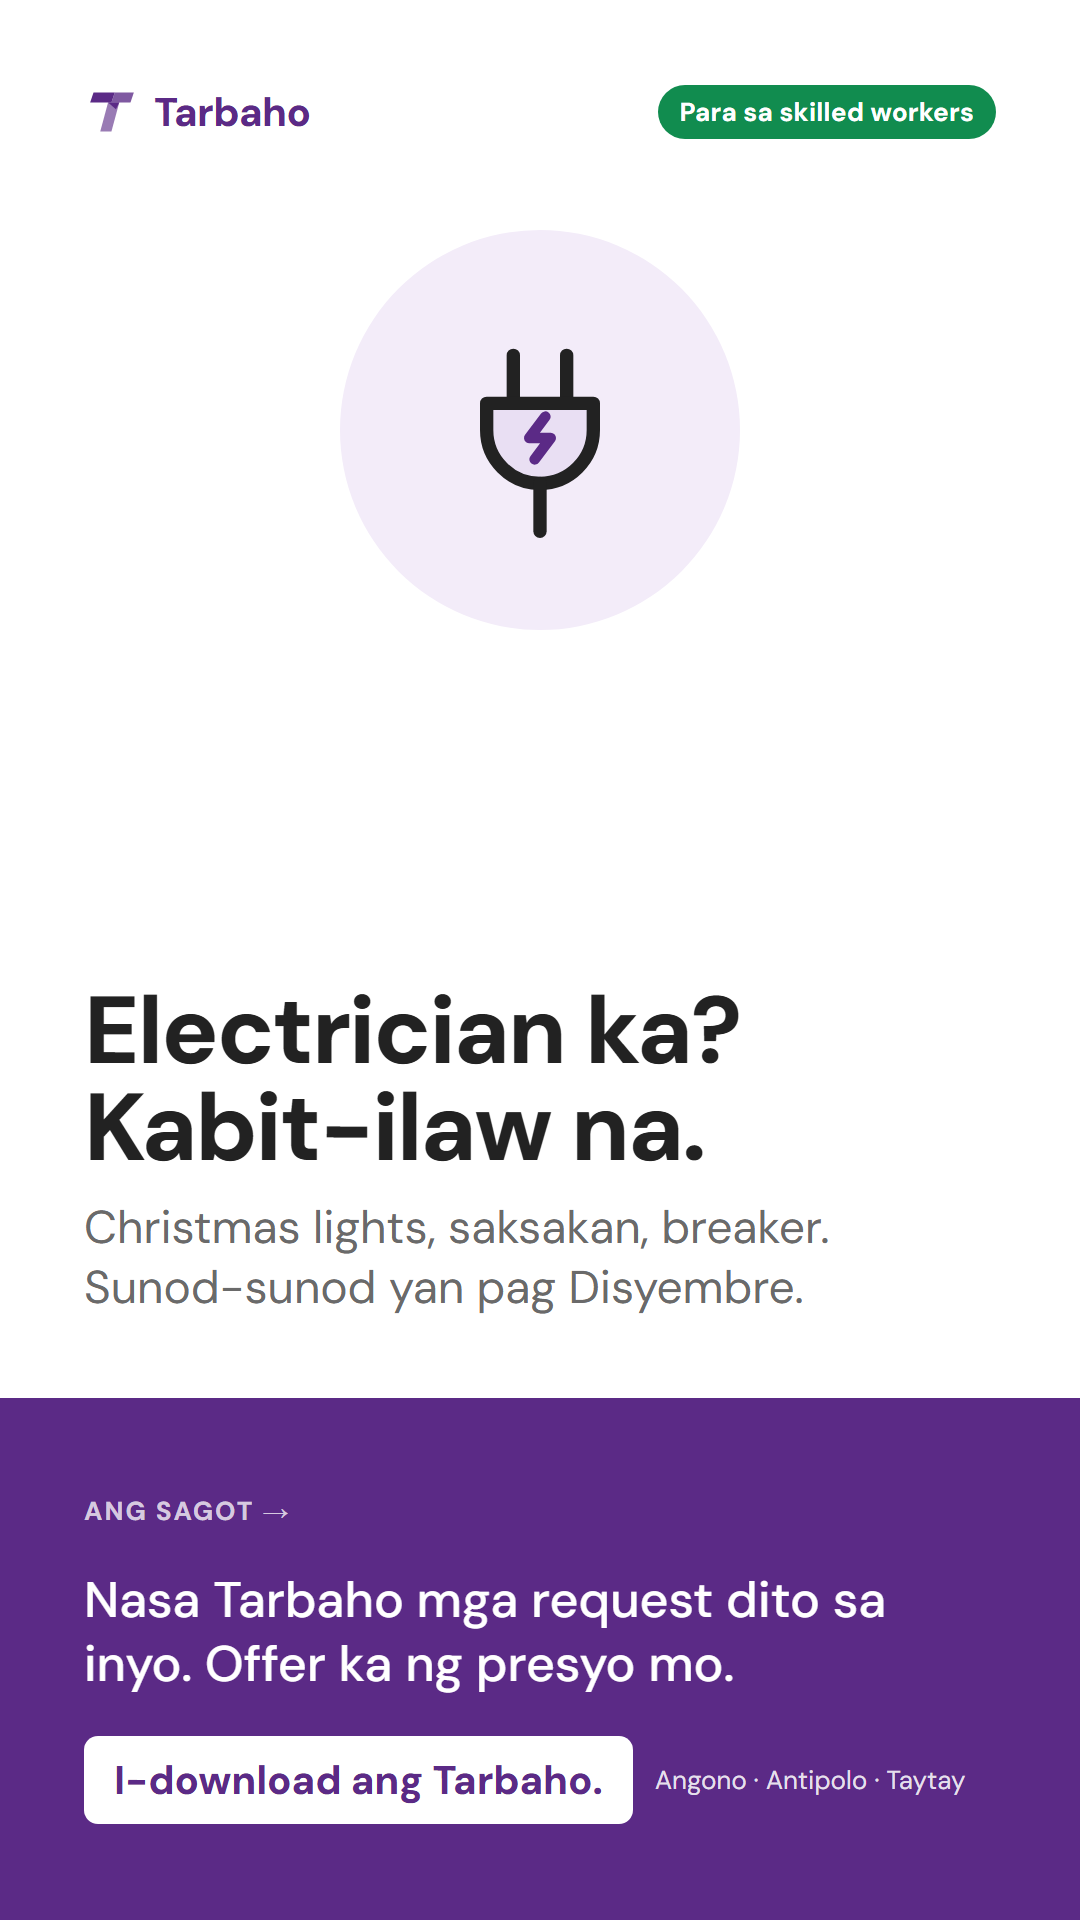 Tarbaho
Para sa skilled workers
Electrician ka?
Kabit-ilaw na.
Christmas lights, saksakan, breaker.
Sunod-sunod yan pag Disyembre.
ANG SAGOT →
Nasa Tarbaho mga request dito sa
inyo. Offer ka ng presyo mo.
I-download ang Tarbaho.
Angono · Antipolo · Taytay